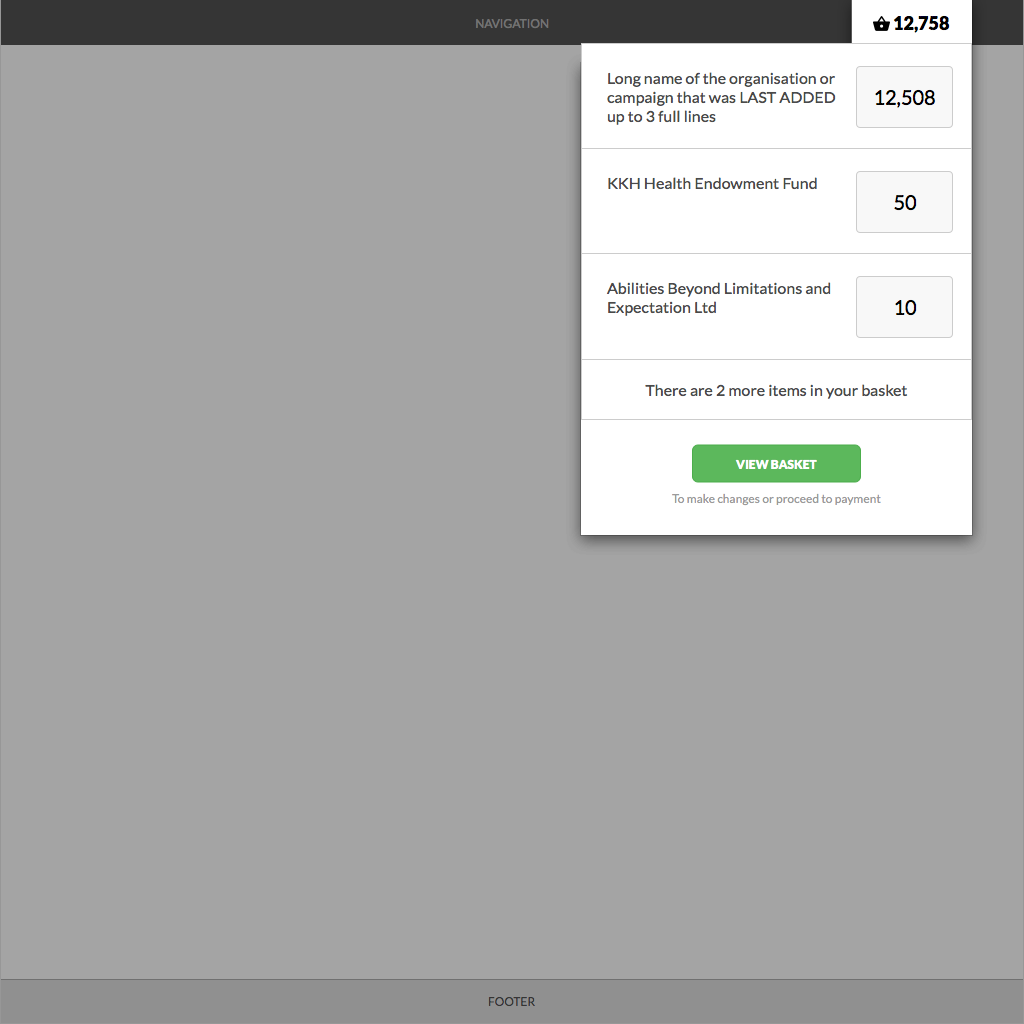 NAVIGATION
12,758
Long name of the organisation or
campaign that was LAST ADDED
up to 3 full lines
12,508
KKH Health Endowment Fund
50
Abilities Beyond Limitations and
Expectation Ltd
10
There are 2 more items in your basket
VIEW BASKET
To make changes or proceed to payment
FOOTER